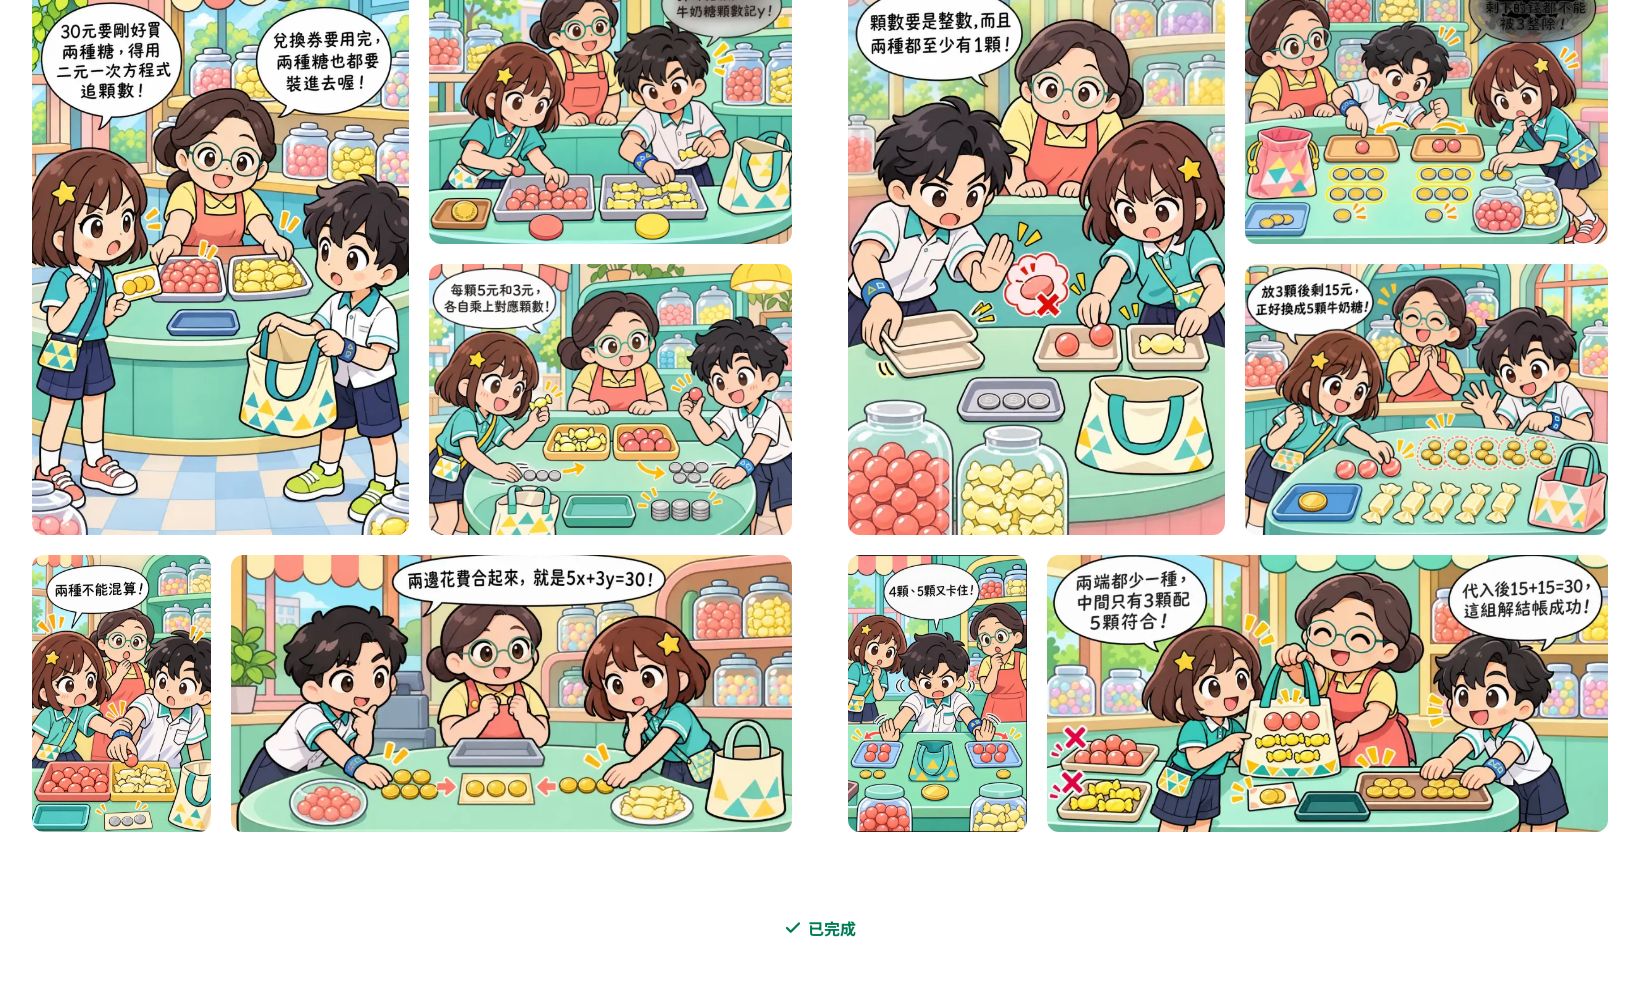 30元要剛好買
兩種糖，得用
二元一次方程式
追顆數！
兌換券要用完，
兩種糖也都要
裝進去喔！
牛奶糖顆數記y！
每顆5元和3元，
各自乘上對應顆數！
兩種不能混算！
兩邊花費合起來，就是5x+3y=30！
顆數要是整數，而且
兩種都至少有1顆！
剩下的錢都不能
被3整除！
放3顆後剩15元，
正好換成5顆牛奶糖！
4顆、5顆又卡住！
兩端都少一種，
中間只有3顆配
5顆符合！
代入後15+15=30，
這組解結帳成功！
已完成